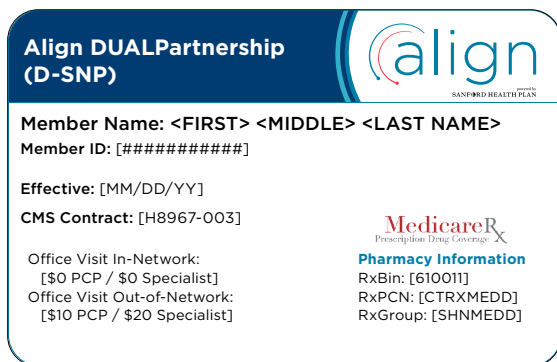 Align DUALPartnership
(D-SNP)
align
powered by
SANFORD HEALTH PLAN
Member Name: <FIRST> <MIDDLE> <LAST NAME>
Member ID: [###########]
Effective: [MM/DD/YY]
CMS Contract: [H8967-003]
Office Visit In-Network:
[$0 PCP / $0 Specialist]
Office Visit Out-of-Network:
[$10 PCP / $20 Specialist]
MedicareRx
Prescription Drug Coverage
Pharmacy Information
RxBin: [610011]
RxPCN: [CTRXMEDD]
RxGroup: [SHNMEDD]